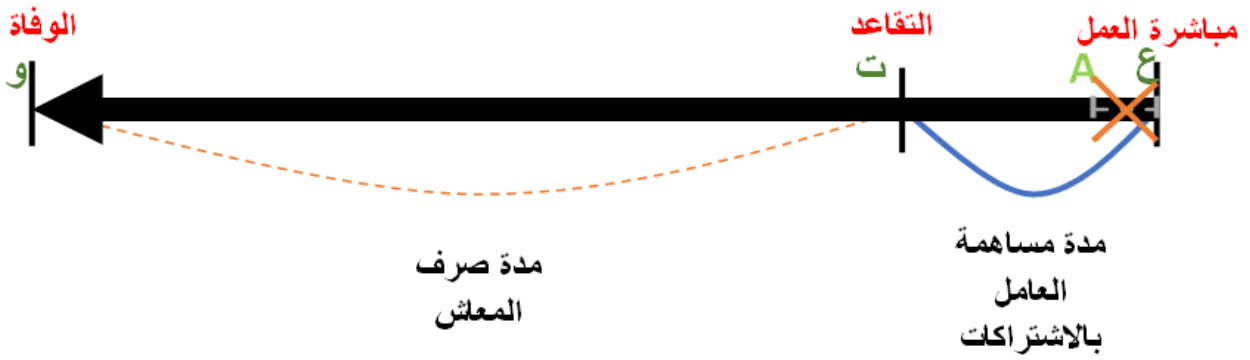 مباشرة العمل
التقاعد
الوفاة
ع
A
ت
و
مدة مساهمة
العامل
بالاشتراكات
مدة صرف
المعاش